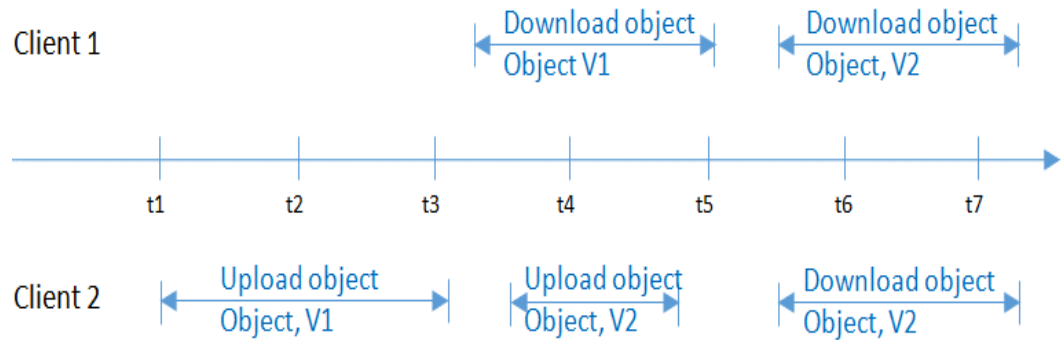 Client 1
Download object
Object V1
Download object
Object, V2
t1 t2 t3 t4 t5 t6 t7
Client 2
Upload object
Object, V1
Upload object
Object, V2
Download object
Object, V2